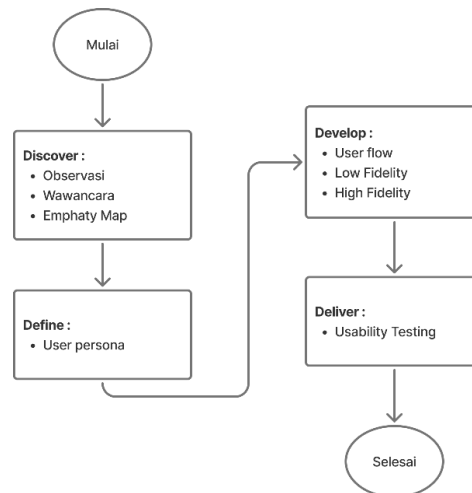 Mulai
Discover :
• Observasi
• Wawancara
• Emphaty Map
Define :
• User persona
Develop :
• User flow
• Low Fidelity
• High Fidelity
Deliver :
• Usability Testing
Selesai